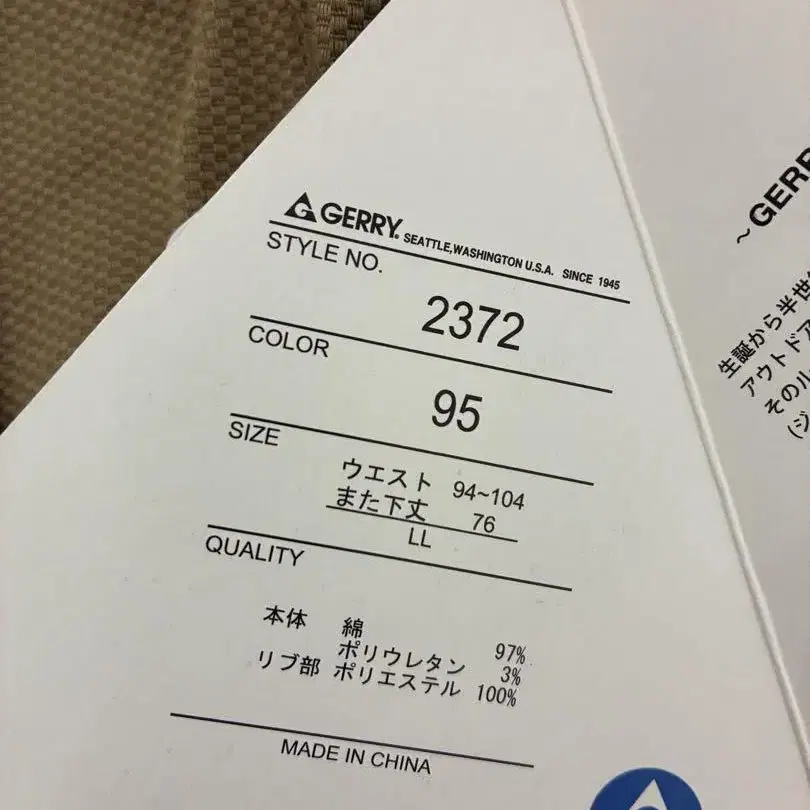 GERRY® SEATTLE, WASHINGTON U.S.A. SINCE 1945
STYLE NO.
2372
COLOR
95
SIZE
ウエスト 94~104
また下丈 76
LL
QUALITY
本体 綿 97%
ポリウレタン 3%
リブ部 ポリエステル 100%
MADE IN CHINA
~GERR
生誕から半世
アウトドア
そのル
(ジ